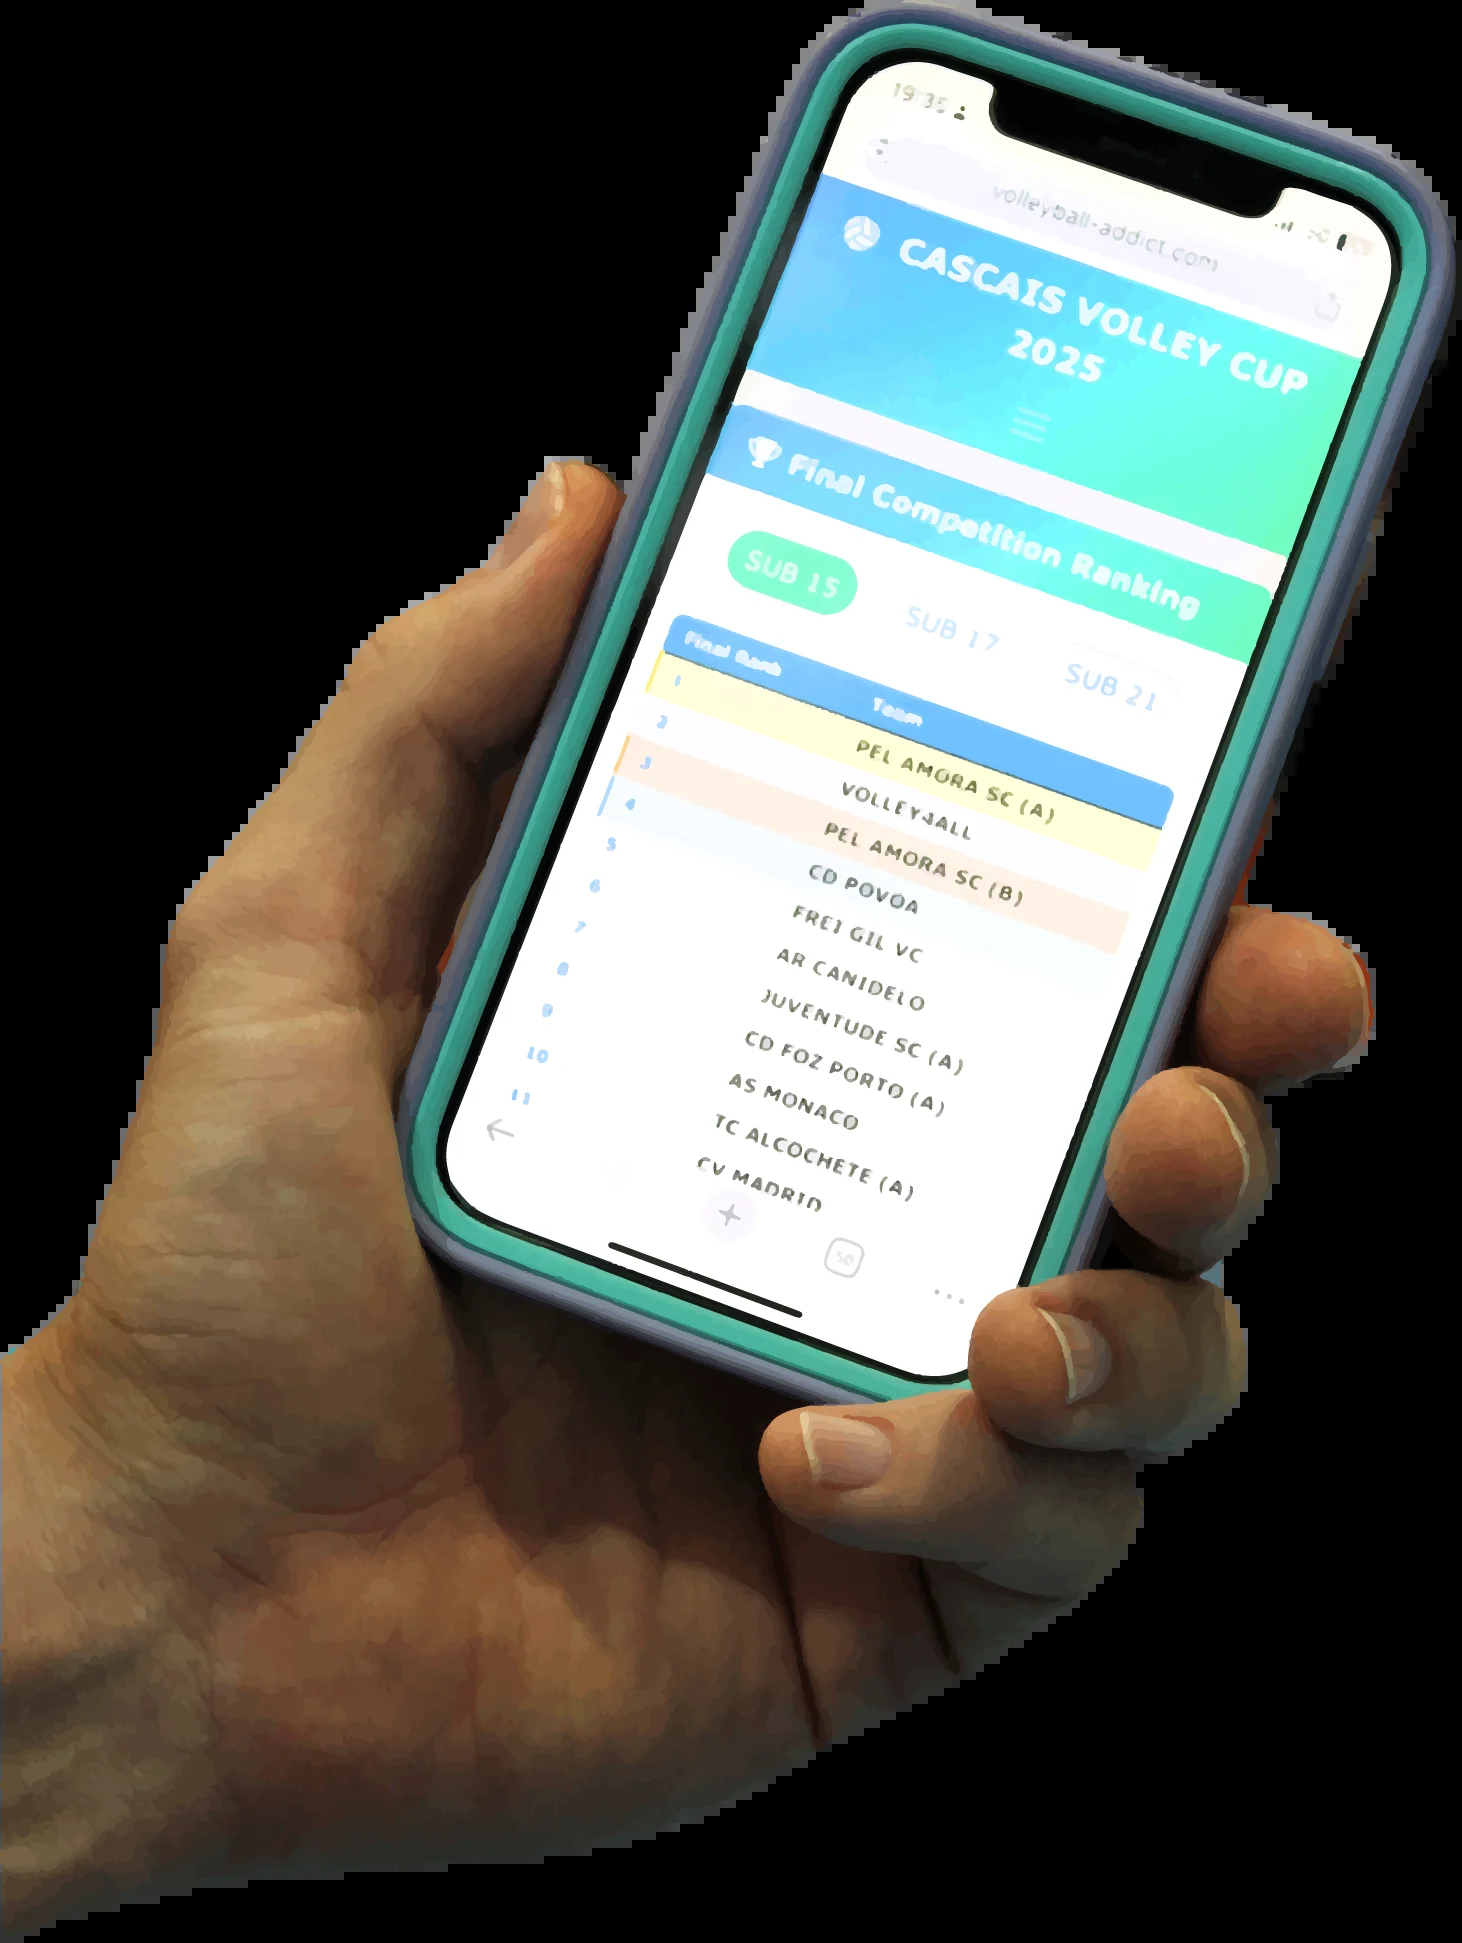 19:35
volleyball-addict.com
CASCAIS VOLLEY CUP
2025
Final Competition Ranking
SUB 15
SUB 17
SUB 21
Final Rank Team
1 PEL AMORA SC (A)
2 VOLLEY4ALL
3 PEL AMORA SC (B)
4 CD POVOA
5 FREI GIL VC
6 AR CANIDELO
7 JUVENTUDE SC (A)
8 CD FOZ PORTO (A)
9 AS MONACO
10 TC ALCOCHETE (A)
11 CV MADRID